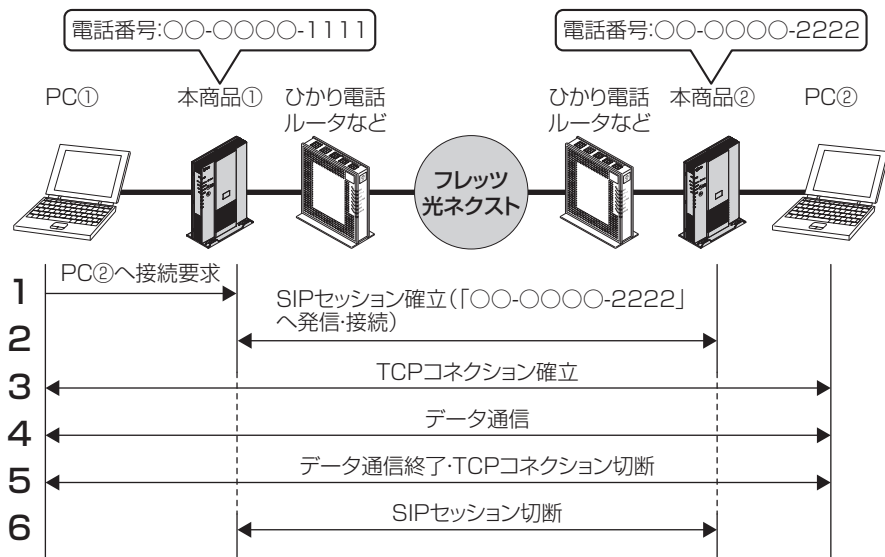 電話番号:○○-○○○○-1111
電話番号:○○-○○○○-2222
PC①
本商品①
ひかり電話
ルータなど
ひかり電話
ルータなど
本商品②
PC②
フレッツ
光ネクスト
1
PC②へ接続要求
SIPセッション確立(「○○-○○○○-2222」
へ発信・接続)
2
3
TCPコネクション確立
4
データ通信
5
データ通信終了・TCPコネクション切断
6
SIPセッション切断